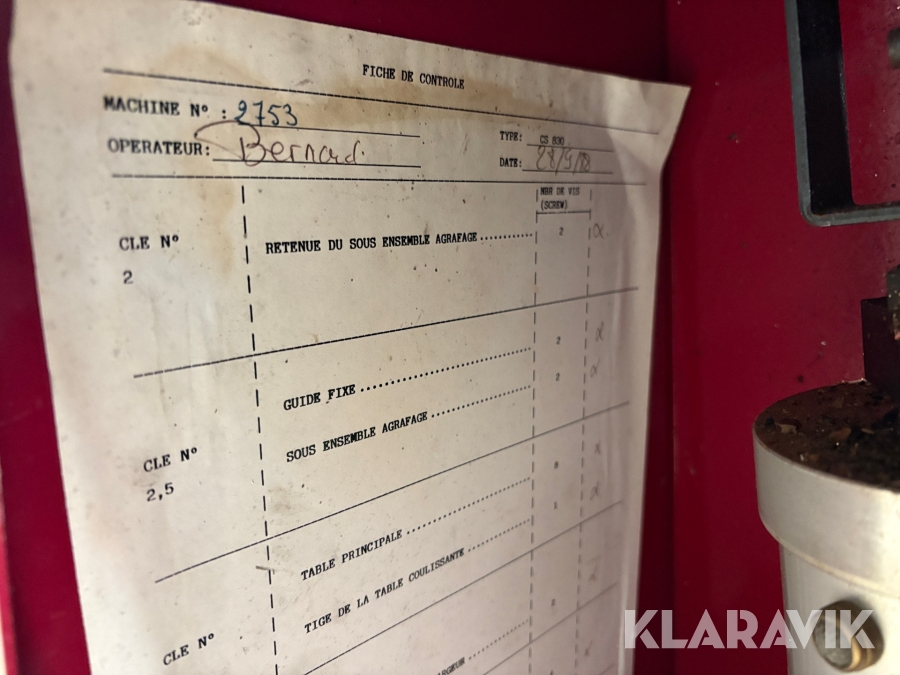 FICHE DE CONTROLE
MACHINE N° : 2753
OPERATEUR: Bernard
TYPE: CS 830
DATE: 28/9/18
NBR DE VIS
(SCREW)
CLE N°
2
RETENUE DU SOUS ENSEMBLE AGRAFAGE ........... 2
GUIDE FIXE ............................ 2
SOUS ENSEMBLE AGRAFAGE ................ 2
CLE N°
2,5
TABLE PRINCIPALE ....................
TIGE DE LA TABLE COULISSANTE ..........
CLE N°
KLARAVIK